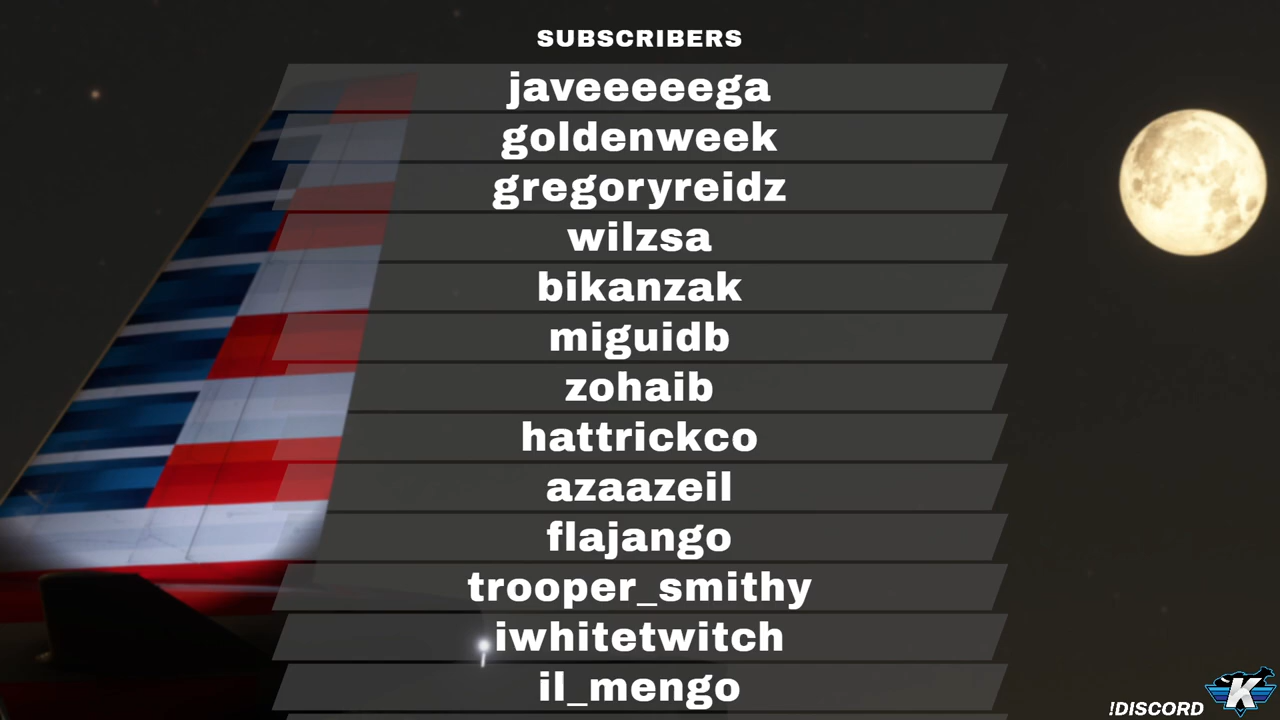 SUBSCRIBERS
javeeeeega
goldenweek
gregoryreidz
wilzsa
bikanzak
miguidb
zohaib
hattrickco
azaazeil
flajango
trooper_smithy
iwhitetwitch
il_mengo
!DISCORD
K